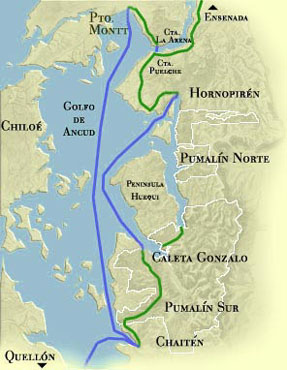 Ensenada
Pto.
Montt
Cta.
La Arena
Cta.
Puelche
Hornopirén
Golfo
de
Ancud
Chiloé
Pumalín Norte
Peninsula
Huequi
Caleta Gonzalo
Pumalín Sur
Chaitén
Quellón